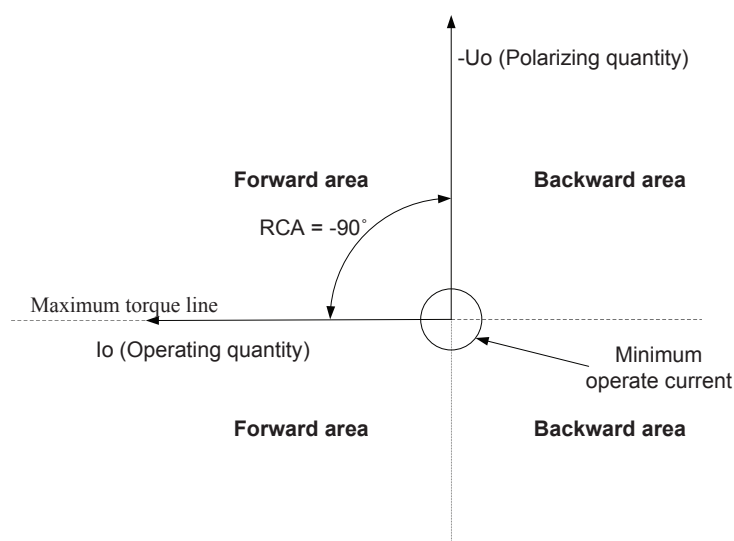 -Uo (Polarizing quantity)
Forward area
Backward area
RCA = -90°
Maximum torque line
Io (Operating quantity)
Minimum
operate current
Forward area
Backward area